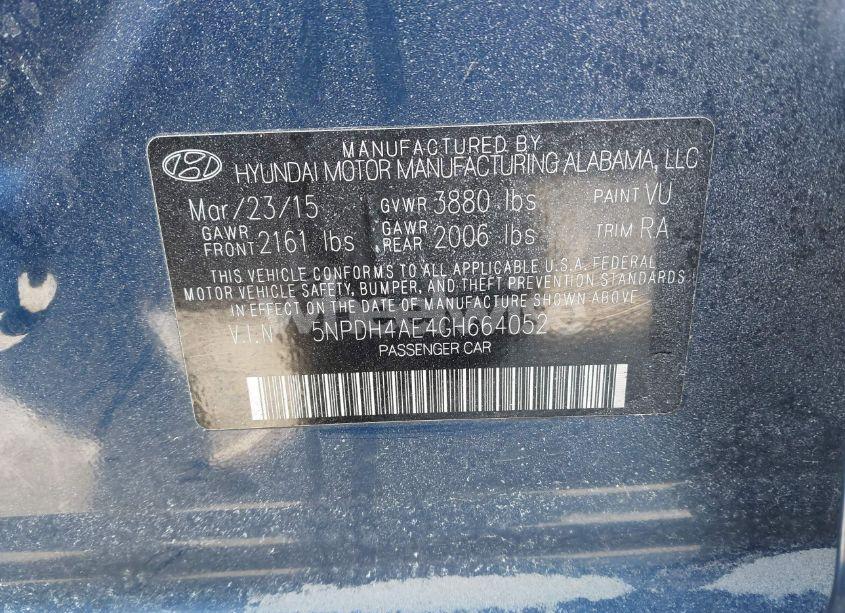 MANUFACTURED BY
HYUNDAI MOTOR MANUFACTURING ALABAMA, LLC
Mar/23/15 GVWR 3880 lbs PAINT VU
GAWR FRONT 2161 lbs GAWR REAR 2006 lbs TRIM RA
THIS VEHICLE CONFORMS TO ALL APPLICABLE U.S.A. FEDERAL
MOTOR VEHICLE SAFETY, BUMPER, AND THEFT PREVENTION STANDARDS
IN EFFECT ON THE DATE OF MANUFACTURE SHOWN ABOVE.
V.I.N 5NPDH4AE4GH664052
PASSENGER CAR